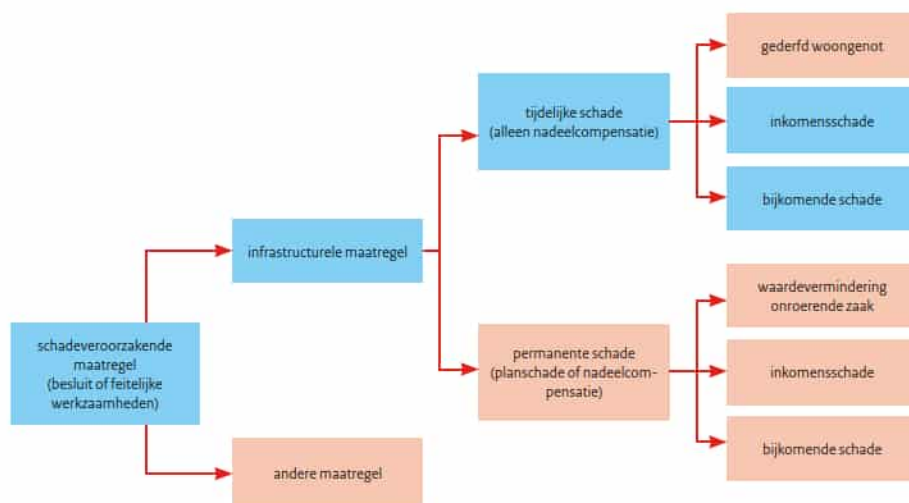 schadeveroorzakende
maatregel
(besluit of feitelijke
werkzaamheden)
infrastructurele maatregel
andere maatregel
tijdelijke schade
(alleen nadeelcompensatie)
permanente schade
(planschade of nadeelcom-
pensatie)
gederfd woongenot
inkomensschade
bijkomende schade
waardevermindering
onroerende zaak
inkomensschade
bijkomende schade